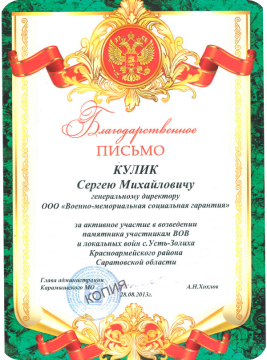 Благодарственное
ПИСЬМО
КУЛИК
Сергею Михайловичу
генеральному директору
ООО «Военно-мемориальная социальная гарантия»
за активное участие в возведении
памятника участникам ВОВ
и локальных войн с.Усть-Золиха
Красноармейского района
Саратовской области
Глава администрации
Карамышского МО
А.Н.Хохлов
КОПИЯ
28.08.2013г.